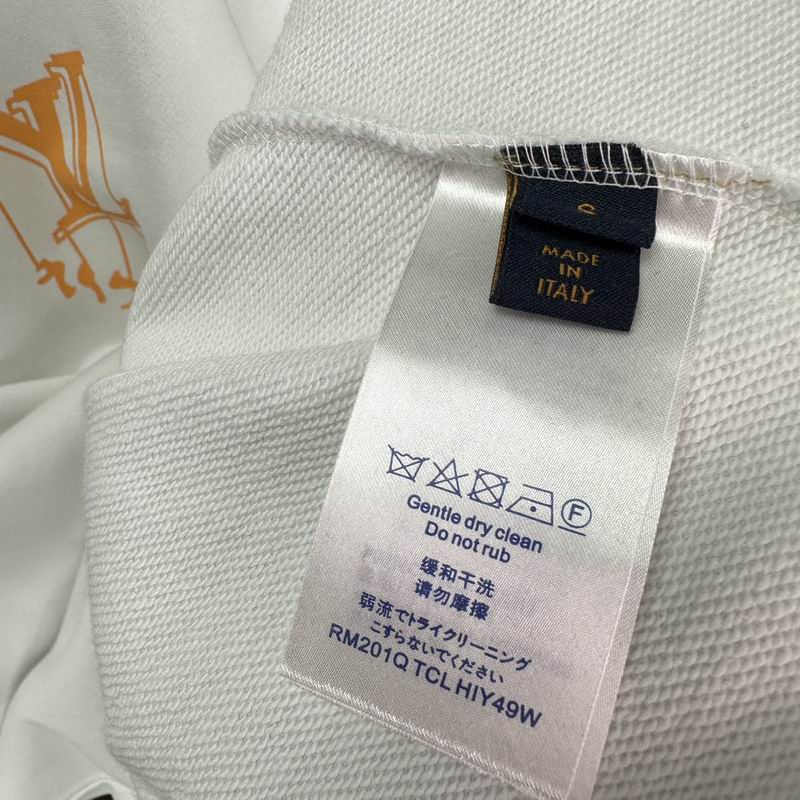 MADE
IN
ITALY
F
Gentle dry clean
Do not rub
缓和干洗
请勿摩擦
弱流でトライクリーニング
こすらないでください
RM201Q TCL HIY49W